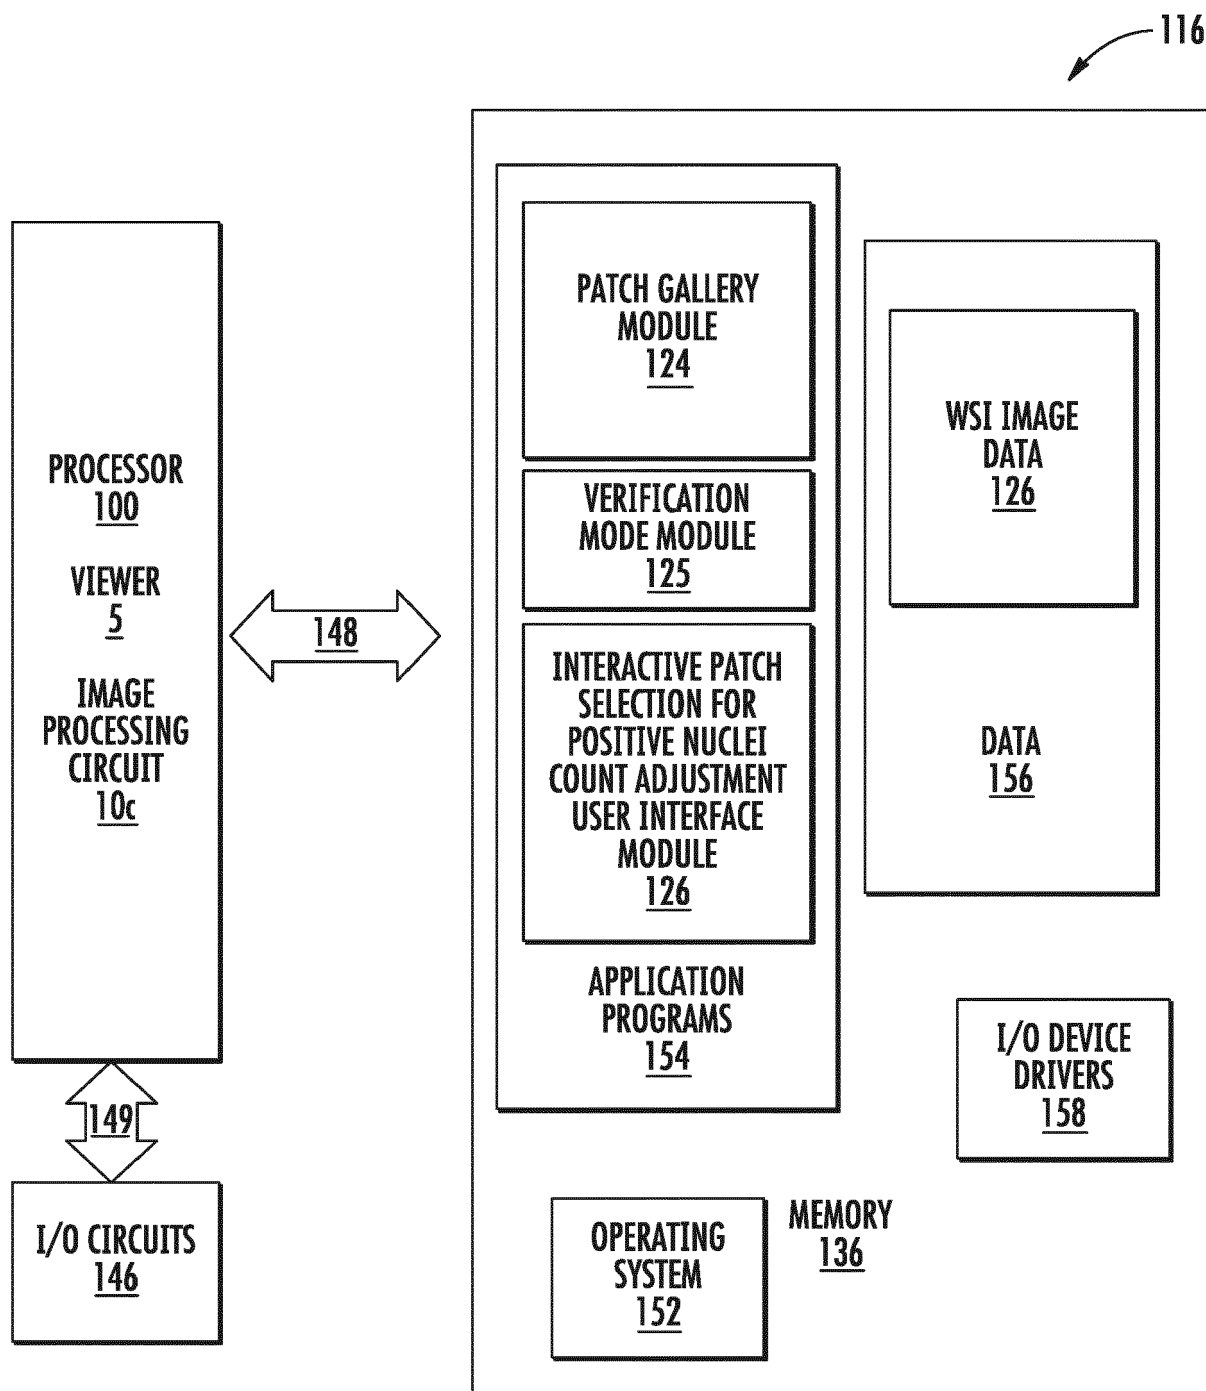 116
PROCESSOR
100
VIEWER
5
IMAGE
PROCESSING
CIRCUIT
10c
148
149
I/O CIRCUITS
146
PATCH GALLERY
MODULE
124
VERIFICATION
MODE MODULE
125
INTERACTIVE PATCH
SELECTION FOR
POSITIVE NUCLEI
COUNT ADJUSTMENT
USER INTERFACE
MODULE
126
APPLICATION
PROGRAMS
154
WSI IMAGE
DATA
126
DATA
156
I/O DEVICE
DRIVERS
158
OPERATING
SYSTEM
152
MEMORY
136